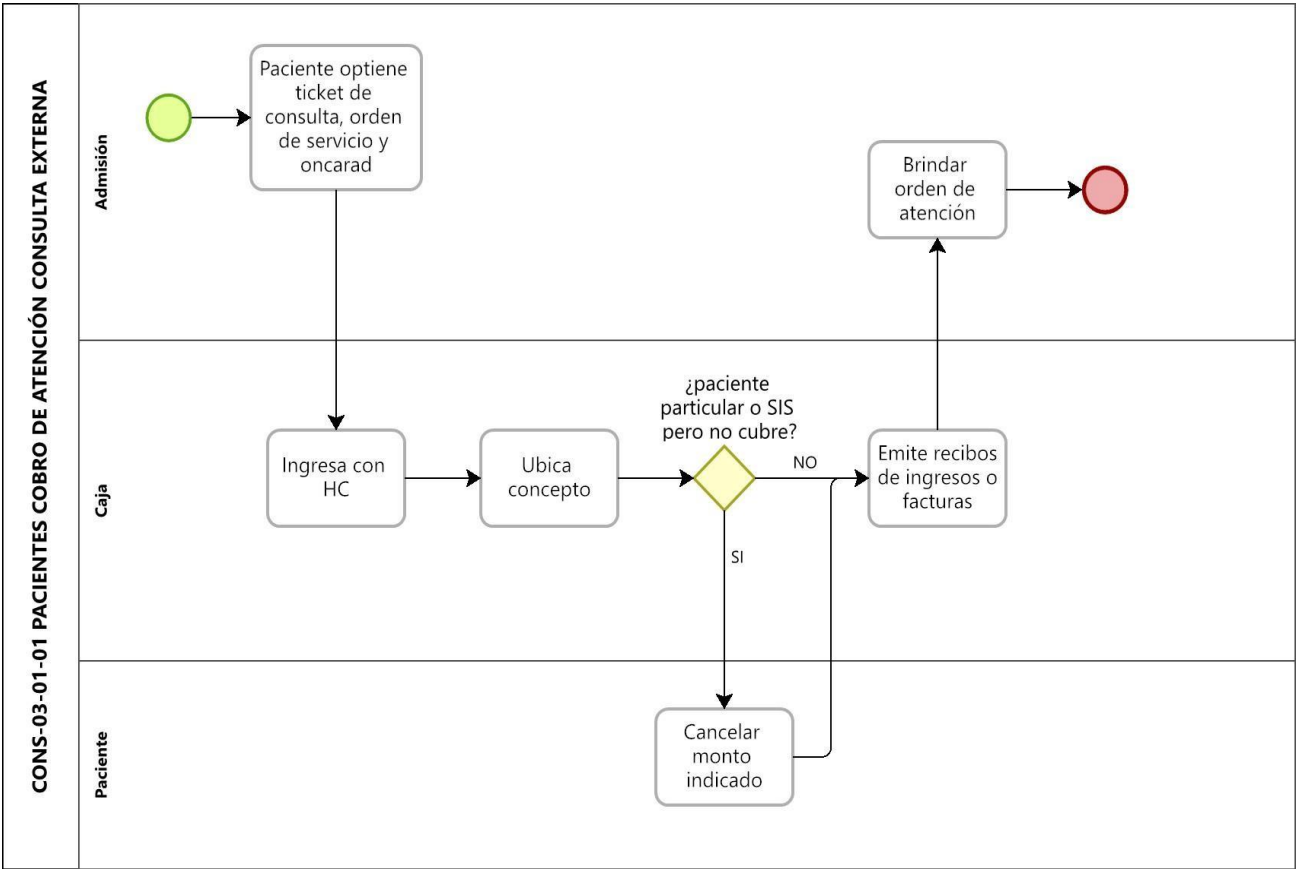 CONS-03-01-01 PACIENTES COBRO DE ATENCIÓN CONSULTA EXTERNA
Admisión
Paciente optiene
ticket de
consulta, orden
de servicio y
oncarad
Brindar
orden de
atención
Caja
Ingresa con
HC
Ubica
concepto
¿paciente
particular o SIS
pero no cubre?
NO
SI
Emite recibos
de ingresos o
facturas
Paciente
Cancelar
monto
indicado